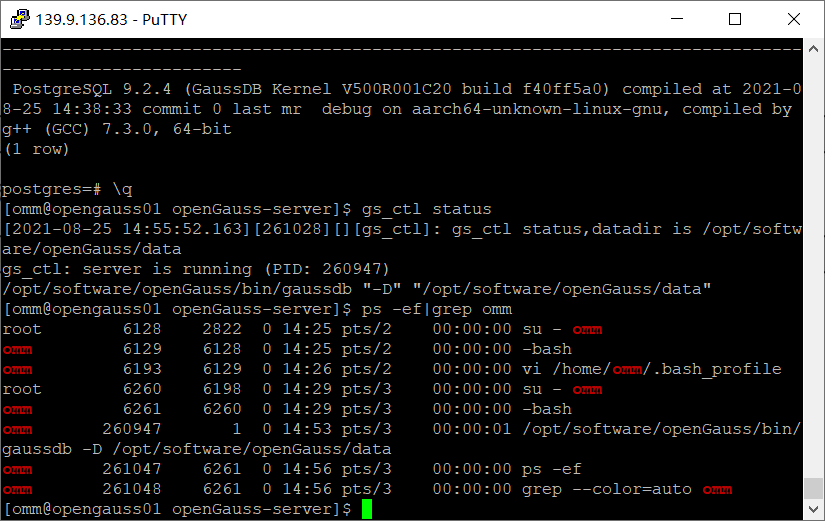 139.9.136.83 - PuTTY
--------------------------------------------------------------------------------
------------------------
 PostgreSQL 9.2.4 (GaussDB Kernel V500R001C20 build f40ff5a0) compiled at 2021-0
8-25 14:38:33 commit 0 last mr  debug on aarch64-unknown-linux-gnu, compiled by
g++ (GCC) 7.3.0, 64-bit
(1 row)

postgres=# \q
[omm@opengauss01 openGauss-server]$ gs_ctl status
[2021-08-25 14:55:52.163][261028][][gs_ctl]: gs_ctl status,datadir is /opt/softw
are/openGauss/data
gs_ctl: server is running (PID: 260947)
/opt/software/openGauss/bin/gaussdb "-D" "/opt/software/openGauss/data"
[omm@opengauss01 openGauss-server]$ ps -ef|grep omm
root        6128    2822  0 14:25 pts/2    00:00:00 su - omm
omm         6129    6128  0 14:25 pts/2    00:00:00 -bash
omm         6193    6129  0 14:26 pts/2    00:00:00 vi /home/omm/.bash_profile
root        6260    6198  0 14:29 pts/3    00:00:00 su - omm
omm         6261    6260  0 14:29 pts/3    00:00:00 -bash
omm       260947       1  0 14:53 pts/3    00:00:01 /opt/software/openGauss/bin/
gaussdb -D /opt/software/openGauss/data
omm       261047    6261  0 14:56 pts/3    00:00:00 ps -ef
omm       261048    6261  0 14:56 pts/3    00:00:00 grep --color=auto omm
[omm@opengauss01 openGauss-server]$